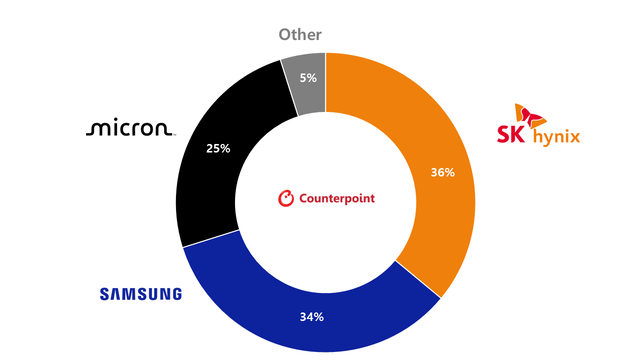 Other
5%
micron
25%
SK hynix
36%
Counterpoint
SAMSUNG
34%